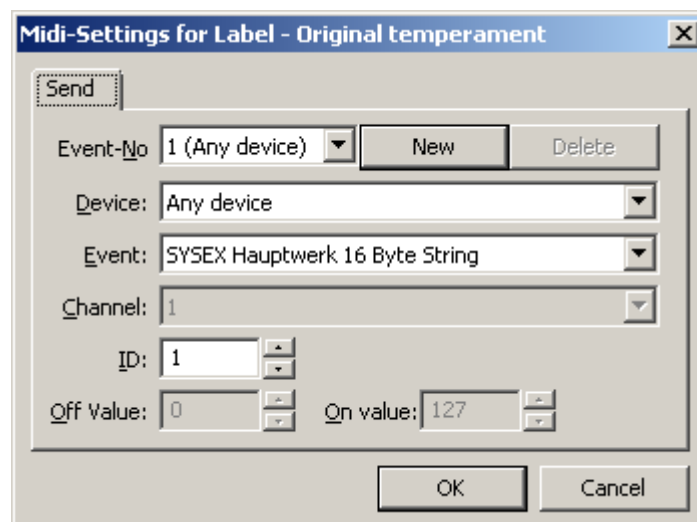 Midi-Settings for Label - Original temperament
Send
Event-No 1 (Any device) New Delete
Device: Any device
Event: SYSEX Hauptwerk 16 Byte String
Channel: 1
ID: 1
Off Value: 0 On value: 127
OK Cancel